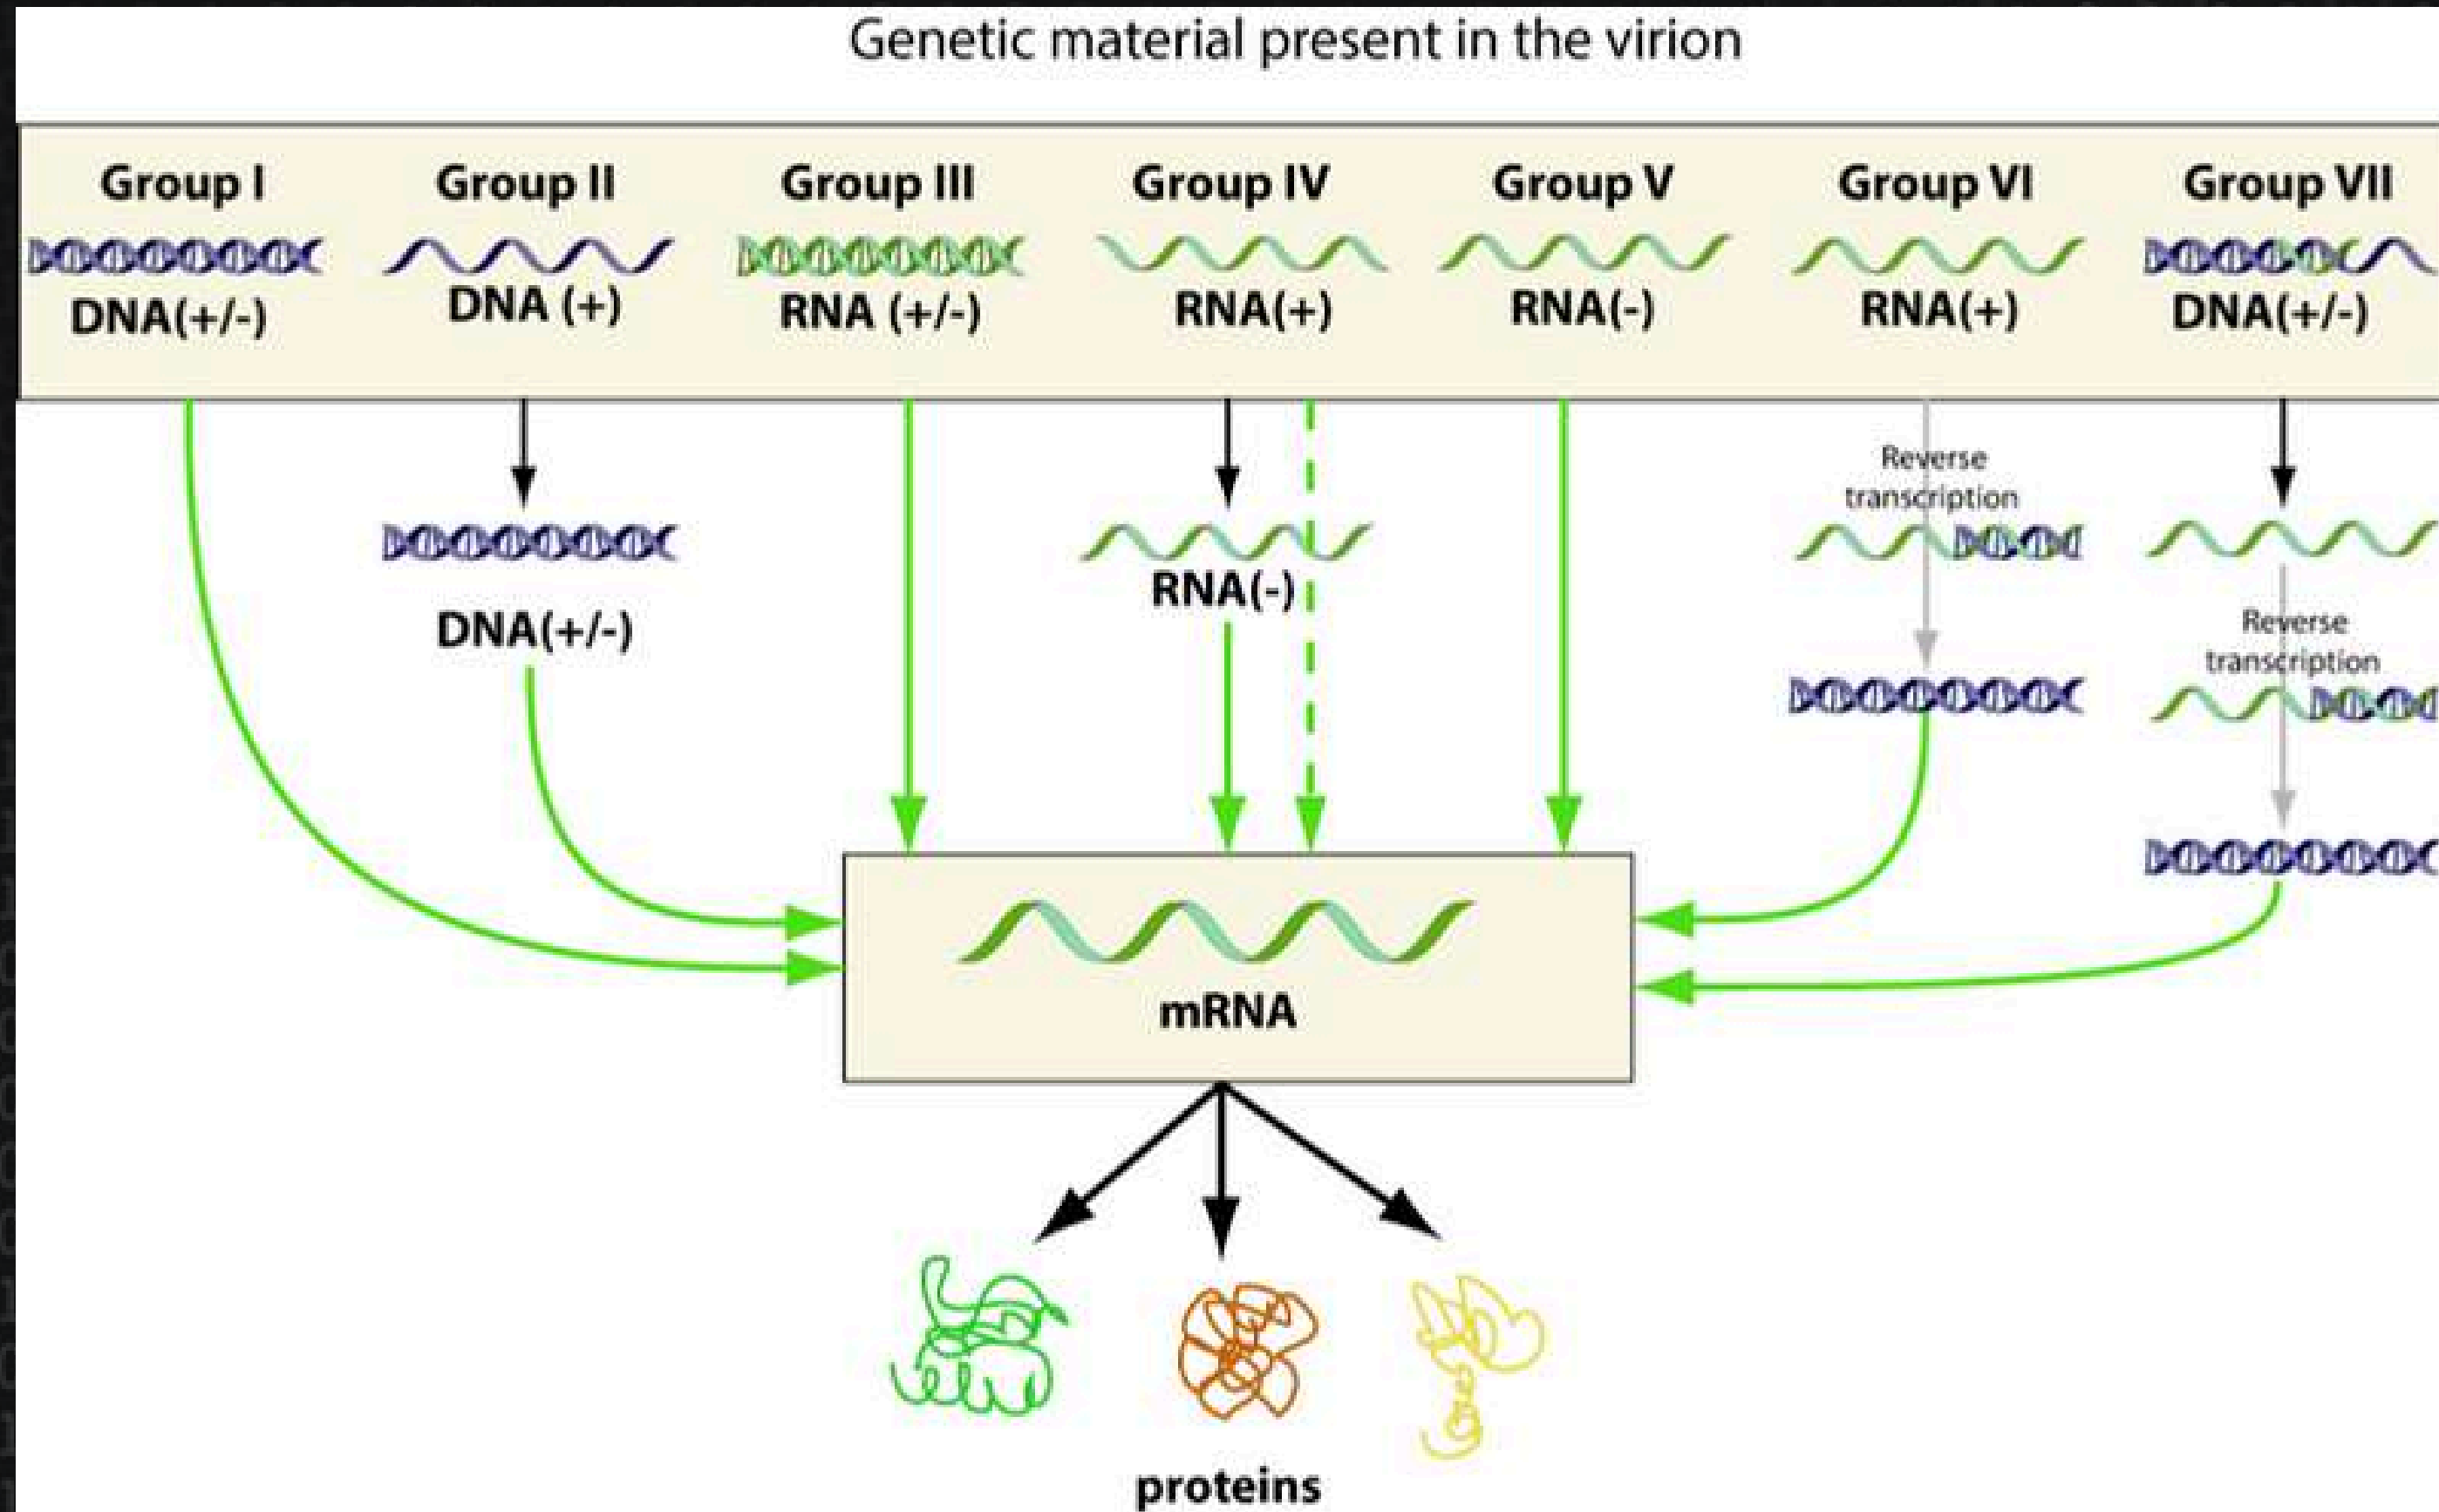 Genetic material present in the virion
Group I
Group II
Group III
Group IV
Group V
Group VI
Group VII
DNA(+/-)
DNA (+)
RNA (+/-)
RNA(+)
RNA(-)
RNA(+)
DNA(+/-)
Reverse
transcription
RNA(-)
DNA(+/-)
Reverse
transcription
mRNA
proteins